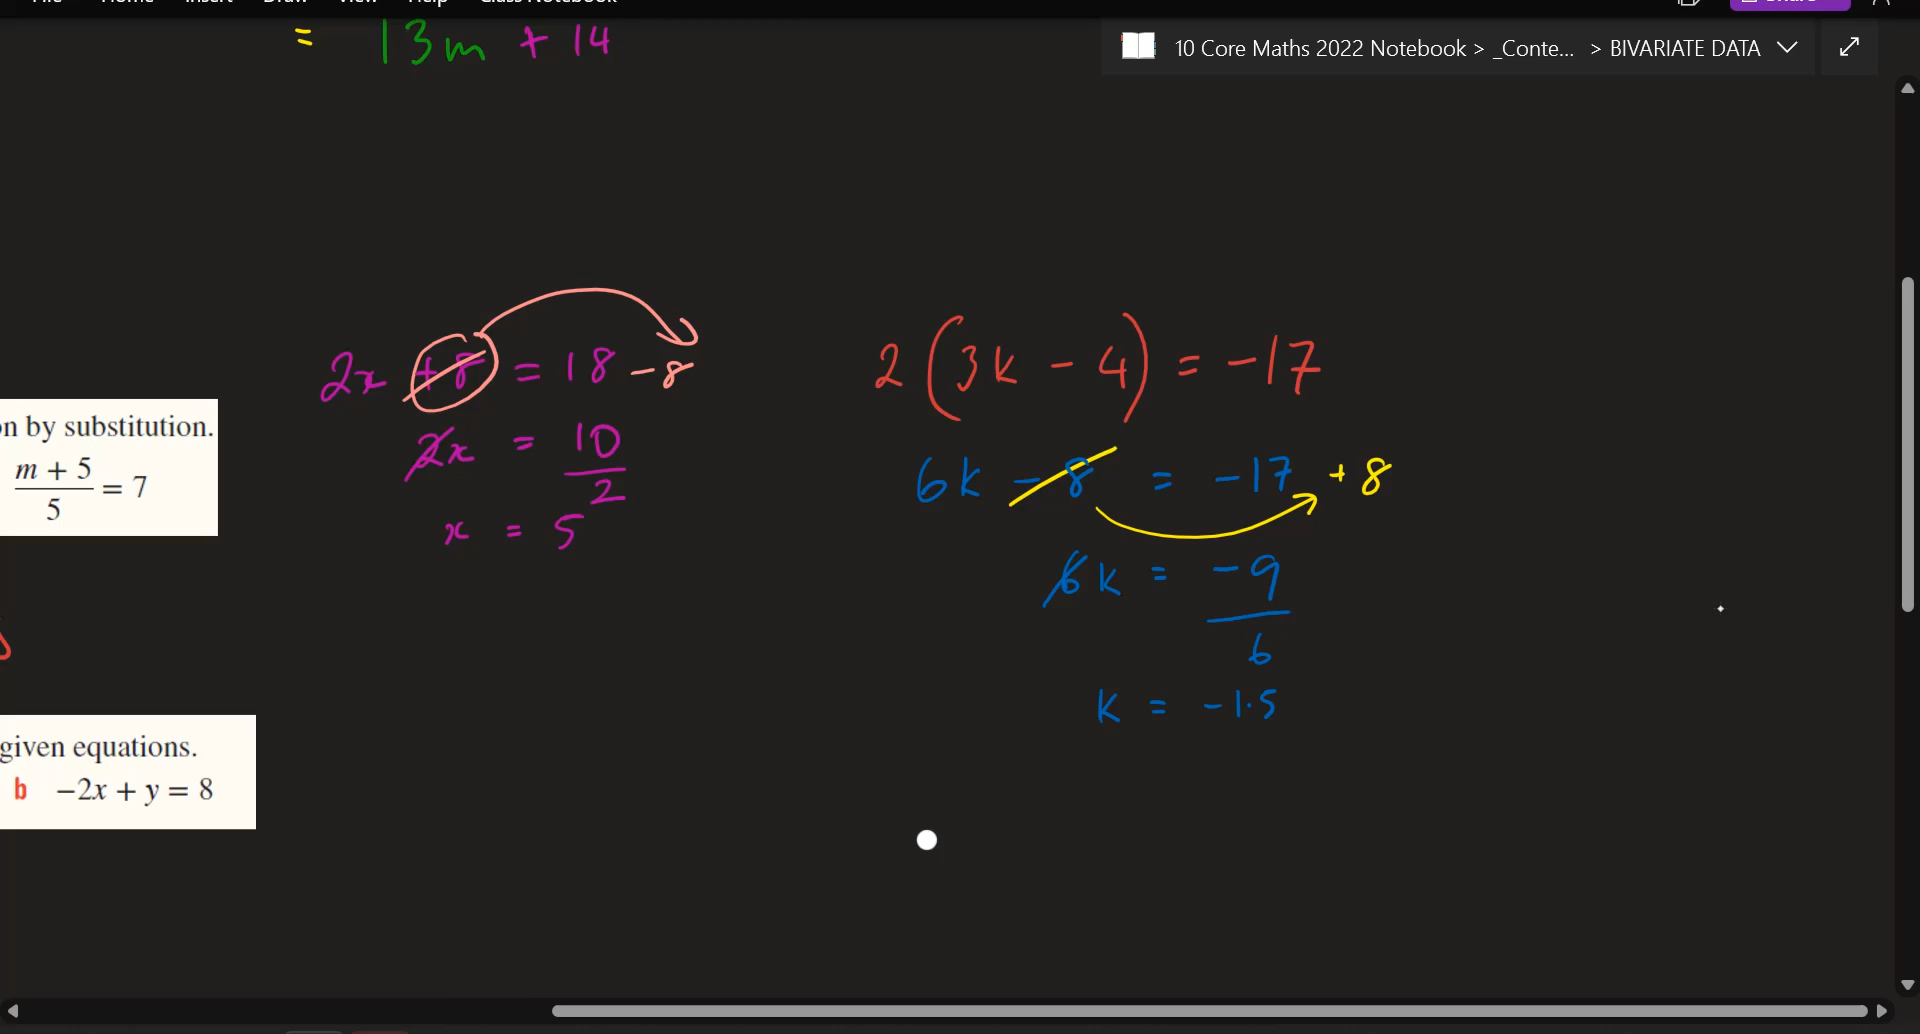 = 13m + 14
10 Core Maths 2022 Notebook > _Conte... > BIVARIATE DATA
2x +8 = 18 -8
2x = 10
2
x = 5
2(3k - 4) = -17
6k - 8 = -17 + 8
6k = -9
6
k = -1.5
n by substitution.
m + 5
5
= 7
given equations.
b -2x + y = 8